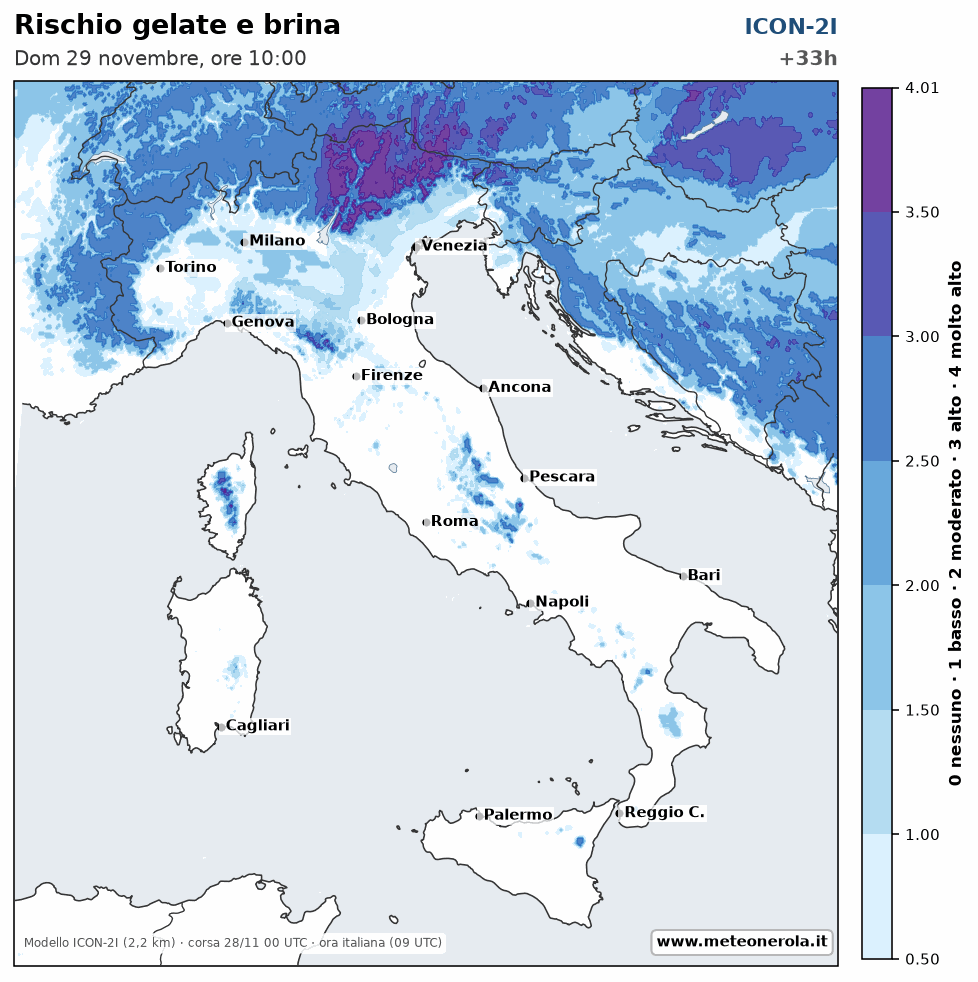 Rischio gelate e brina
ICON-2I
Dom 29 novembre, ore 10:00
+33h
4.01
3.50
3.00
2.50
2.00
1.50
1.00
0.50
0 nessuno · 1 basso · 2 moderato · 3 alto · 4 molto alto
Milano
Venezia
Torino
Genova
Bologna
Firenze
Ancona
Pescara
Roma
Bari
Napoli
Cagliari
Palermo
Reggio C.
Modello ICON-2I (2,2 km) · corsa 28/11 00 UTC · ora italiana (09 UTC)
www.meteonerola.it